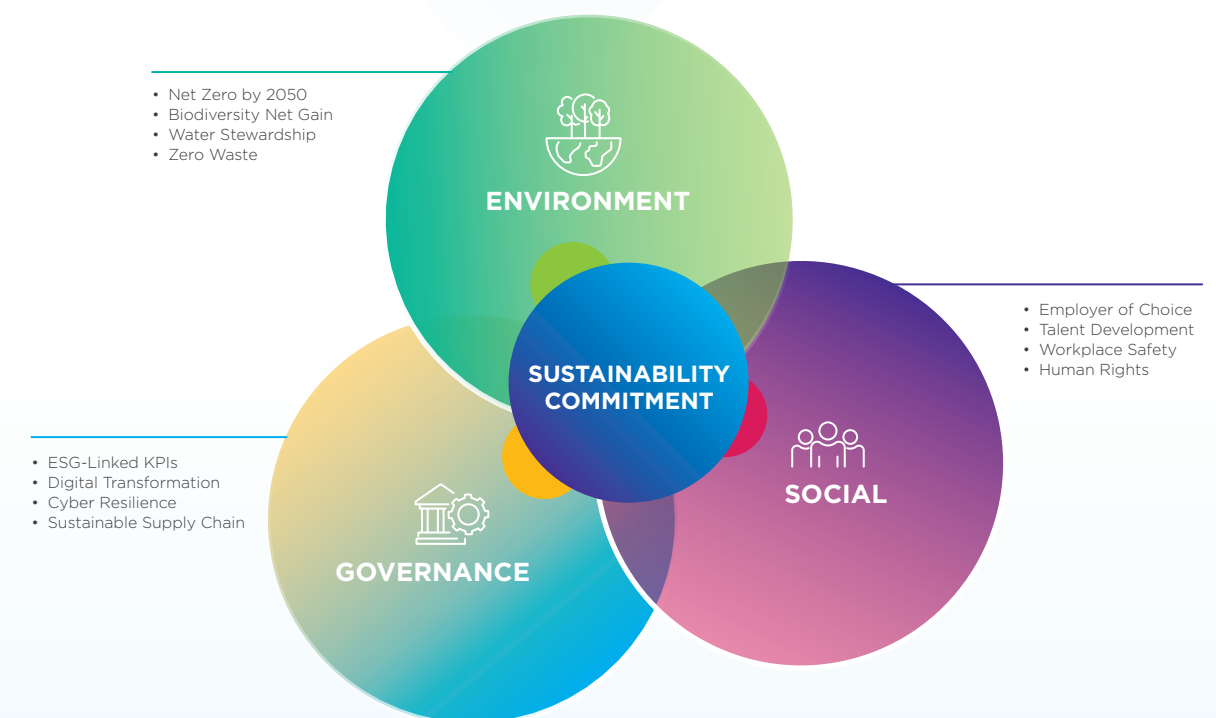 • Net Zero by 2050
• Biodiversity Net Gain
• Water Stewardship
• Zero Waste
ENVIRONMENT
• Employer of Choice
• Talent Development
• Workplace Safety
• Human Rights
SUSTAINABILITY
COMMITMENT
SOCIAL
• ESG-Linked KPIs
• Digital Transformation
• Cyber Resilience
• Sustainable Supply Chain
GOVERNANCE